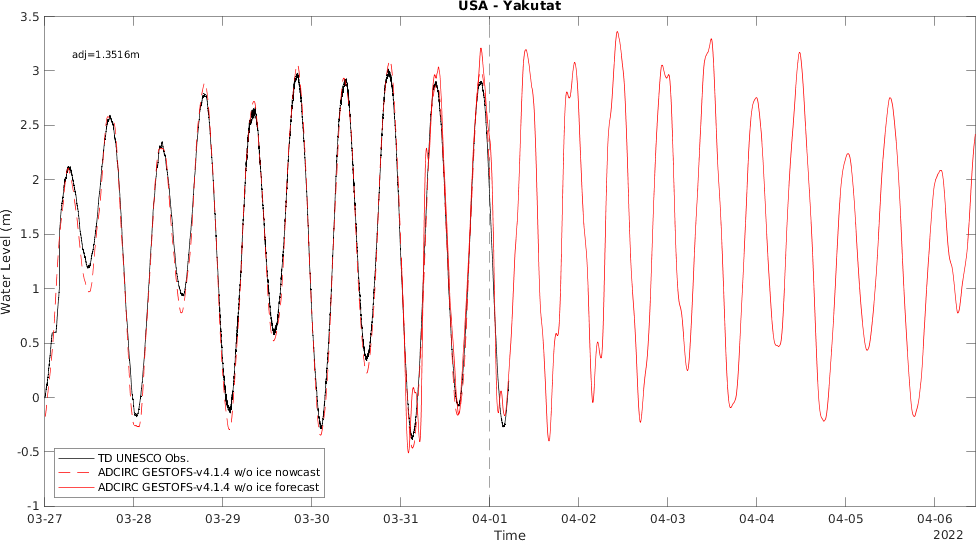 USA - Yakutat
adj=1.3516m
3.5
3
2.5
2
1.5
1
0.5
0
-0.5
-1
Water Level (m)
TD UNESCO Obs.
ADCIRC GESTOFS-v4.1.4 w/o ice nowcast
ADCIRC GESTOFS-v4.1.4 w/o ice forecast
03-27 03-28 03-29 03-30 03-31 04-01 04-02 04-03 04-04 04-05 04-06
Time
2022